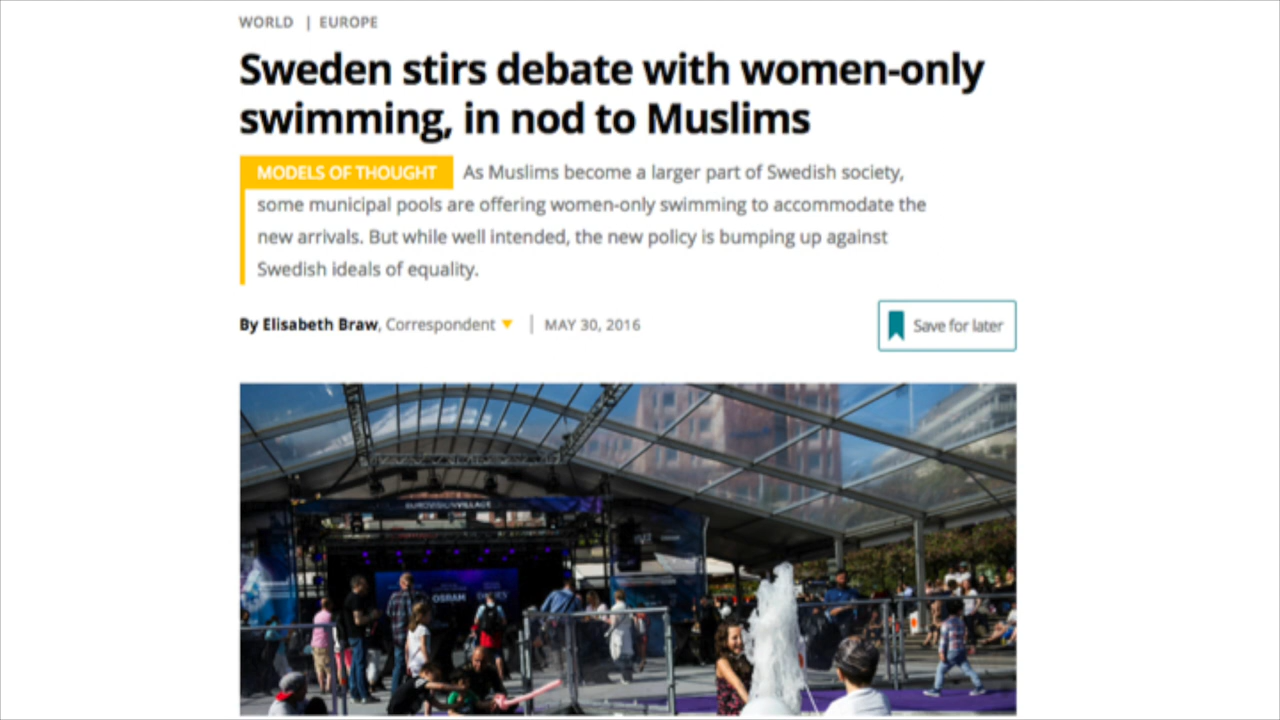 WORLD | EUROPE
Sweden stirs debate with women-only
swimming, in nod to Muslims
MODELS OF THOUGHT As Muslims become a larger part of Swedish society,
some municipal pools are offering women-only swimming to accommodate the
new arrivals. But while well intended, the new policy is bumping up against
Swedish ideals of equality.
By Elisabeth Braw, Correspondent | MAY 30, 2016
Save for later
EUROVISION VILLAGE
OSRAM